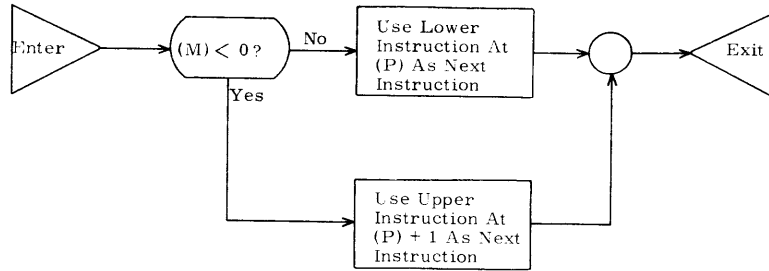 Enter
(M) < 0?
No
Use Lower
Instruction At
(P) As Next
Instruction
Exit
Yes
Use Upper
Instruction At
(P) + 1 As Next
Instruction